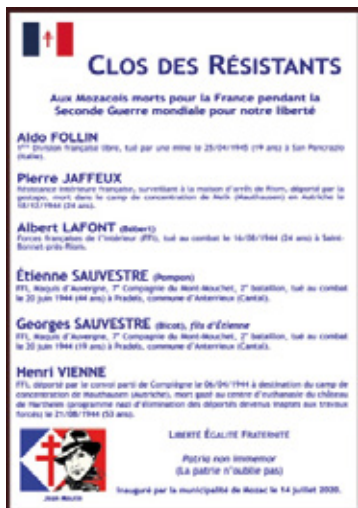 CLOS DES RÉSISTANTS
Aux Mozacois morts pour la France pendant la
Seconde Guerre mondiale pour notre liberté
Aldo FOLLIN
1ère Division française libre, tué par une mine le 25/04/1945 (19 ans) à San Pancrazio
(Italie).
Pierre JAFFEUX
Résistance intérieure française, surveillant à la maison d'arrêt de Riom, déporté par la
gestapo, mort dans le camp de concentration de Melk (Mauthausen) en Autriche le
18/12/1944 (24 ans).
Albert LAFONT (Bébert)
Forces françaises de l'intérieur (FFI), tué au combat le 16/08/1944 (24 ans) à Saint-
Bonnet-près-Riom.
Étienne SAUVESTRE (Pompon)
FFI, Maquis d'Auvergne, 7e Compagnie du Mont-Mouchet, 2e bataillon, tué au combat
le 20 juin 1944 (44 ans) à Pradels, commune d'Anterrieux (Cantal).
Georges SAUVESTRE (Bicot), fils d'Étienne
FFI, Maquis d'Auvergne, 7e Compagnie du Mont-Mouchet, 2e bataillon, tué au combat
le 20 juin 1944 (19 ans) à Pradels, commune d'Anterrieux (Cantal).
Henri VIENNE
FFI, déporté par le convoi parti de Compiègne le 06/04/1944 à destination du camp de
concentration de Mauthausen (Autriche), mort gazé au centre d'euthanasie du château
de Hartheim (programme nazi d'élimination des déportés devenus inaptes aux travaux
forcés) le 21/08/1944 (53 ans).
LIBERTÉ ÉGALITÉ FRATERNITÉ
Patria non immemor
(La patrie n'oublie pas)
Jean Moulin
Inauguré par la municipalité de Mozac le 14 juillet 2020.